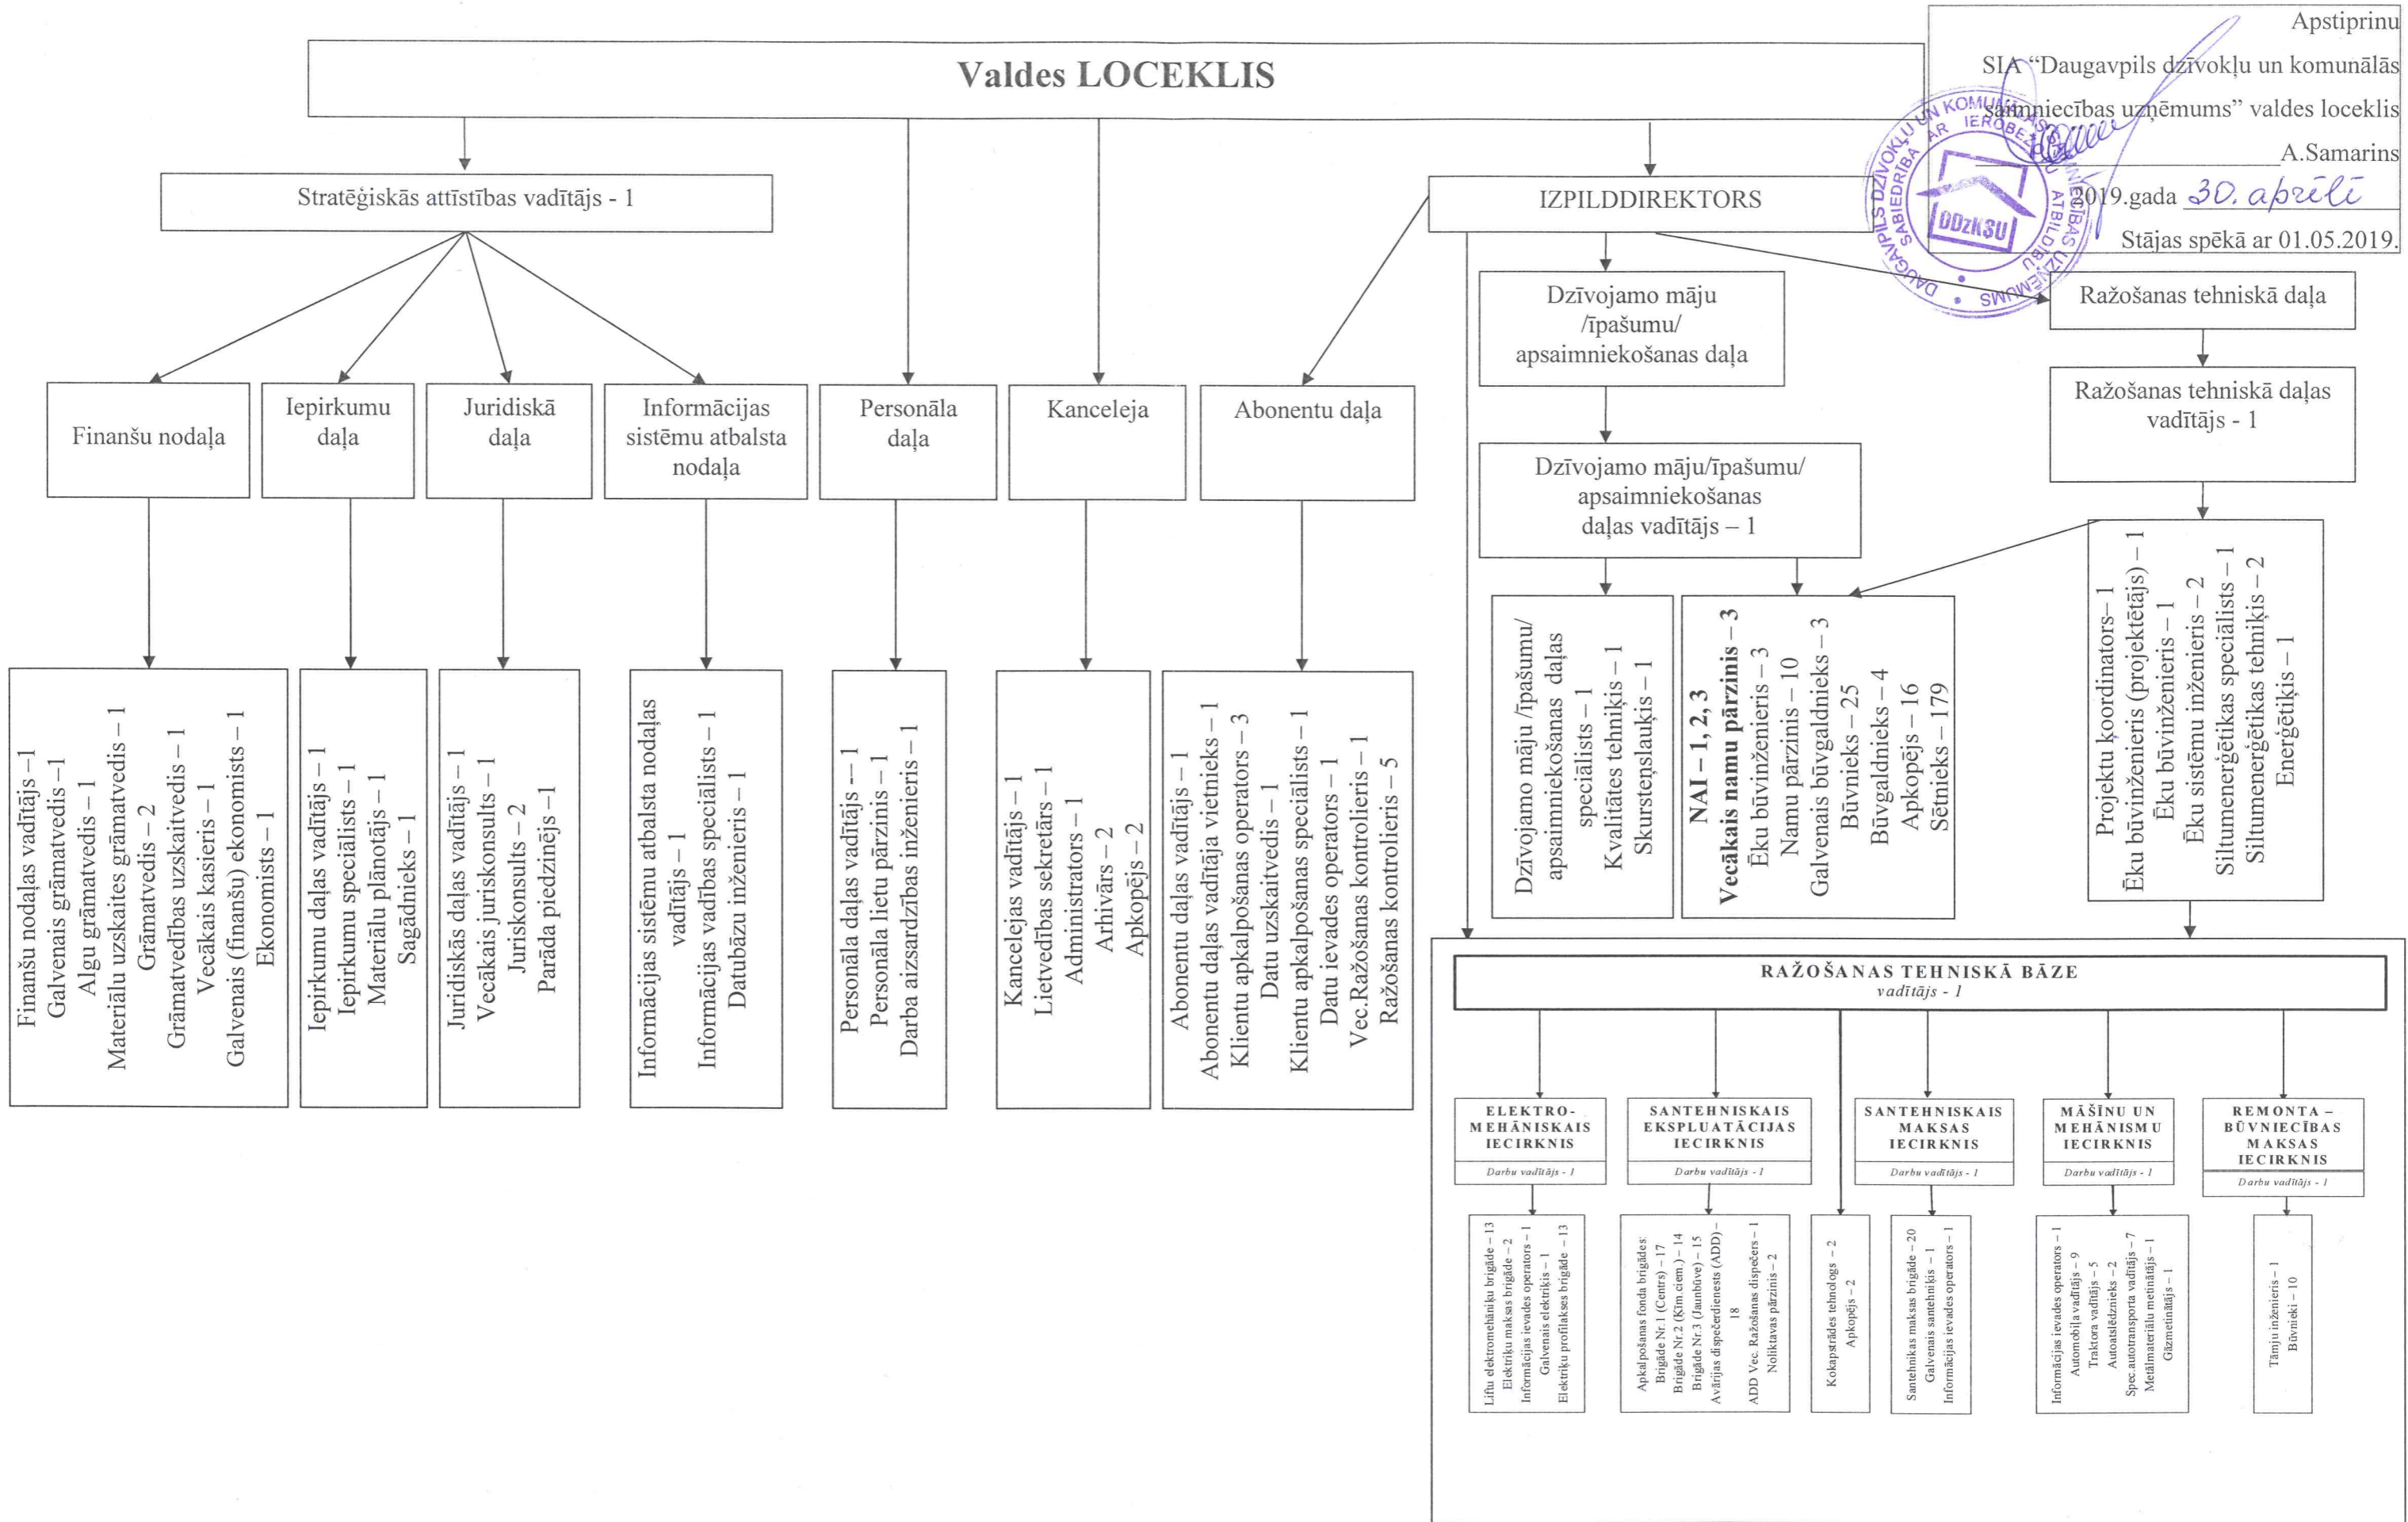 Apstiprinu
SIA “Daugavpils dzīvokļu un komunālās
saimniecības uzņēmums” valdes loceklis
A.Samarins
2019.gada 30. aprīlī
Stājas spēkā ar 01.05.2019.
DAUGAVPILS DZĪVOKĻU UN KOMUNĀLĀS SAIMNIECĪBAS UZŅĒMUMS
SABIEDRĪBA AR IEROBEŽOTU ATBILDĪBU
DDzKSU
Valdes LOCEKLIS
Stratēģiskās attīstības vadītājs - 1
IZPILDDIREKTORS
Dzīvojamo māju
/īpašumu/
apsaimniekošanas daļa
Ražošanas tehniskā daļa
Finanšu nodaļa
Iepirkumu
daļa
Juridiskā
daļa
Informācijas
sistēmu atbalsta
nodaļa
Personāla
daļa
Kanceleja
Abonentu daļa
Dzīvojamo māju/īpašumu/
apsaimniekošanas
daļas vadītājs – 1
Ražošanas tehniskā daļas
vadītājs - 1
Finanšu nodaļas vadītājs –1
Galvenais grāmatvedis –1
Algu grāmatvedis – 1
Materiālu uzskaites grāmatvedis – 1
Grāmatvedis – 2
Grāmatvedības uzskaitvedis – 1
Vecākais kasieris – 1
Galvenais (finanšu) ekonomists – 1
Ekonomists – 1
Iepirkumu daļas vadītājs – 1
Iepirkumu speciālists – 1
Materiālu plānotājs – 1
Sagādnieks – 1
Juridiskās daļas vadītājs – 1
Vecākais juriskonsults – 1
Juriskonsults – 2
Parāda piedzinējs –1
Informācijas sistēmu atbalsta nodaļas
vadītājs – 1
Informācijas vadības speciālists – 1
Datubāzu inženieris – 1
Personāla daļas vadītājs -– 1
Personāla lietu pārzinis – 1
Darba aizsardzības inženieris – 1
Kancelejas vadītājs – 1
Lietvedības sekretārs – 1
Administrators – 1
Arhivārs – 2
Apkopējs – 2
Abonentu daļas vadītājs – 1
Abonentu daļas vadītāja vietnieks – 1
Klientu apkalpošanas operators – 3
Datu uzskaitvedis – 1
Klientu apkalpošanas speciālists – 1
Datu ievades operators – 1
Vec.Ražošanas kontrolieris – 1
Ražošanas kontrolieris – 5
Dzīvojamo māju /īpašumu/
apsaimniekošanas daļas
speciālists – 1
Kvalitātes tehniķis – 1
Skursteņslauķis – 1
NAI – 1, 2, 3
Vecākais namu pārzinis – 3
Ēku būvinženieris – 3
Namu pārzinis – 10
Galvenais būvgaldnieks – 3
Būvnieks – 25
Būvgaldnieks – 4
Apkopējs – 16
Sētnieks – 179
Projektu koordinators– 1
Ēku būvinženieris (projektētājs) – 1
Ēku būvinženieris – 1
Ēku sistēmu inženieris – 2
Siltumenerģētikas speciālists – 1
Siltumenerģētikas tehniķis – 2
Enerģētiķis – 1
RAŽOŠANAS TEHNISKĀ BĀZE
vadītājs - 1
ELEKTRO-
MEHĀNISKAIS
IECIRKNIS
Darbu vadītājs - 1
SANTEHNISKAIS
EKSPLUATĀCIJAS
IECIRKNIS
Darbu vadītājs - 1
SANTEHNISKAIS
MAKSAS
IECIRKNIS
Darbu vadītājs - 1
MĀŠĪNU UN
MEHĀNISMU
IECIRKNIS
Darbu vadītājs - 1
REMONTA –
BŪVNIECĪBAS
MAKSAS
IECIRKNIS
Darbu vadītājs - 1
Liftu elektromehāniķu brigāde – 13
Elektriķu maksas brigāde – 2
Informācijas ievades operators – 1
Galvenais elektriķis – 1
Elektriķu profilakses brigāde – 13
Apkalpošanas fonda brigādes:
Brigāde Nr.1 (Centrs) – 17
Brigāde Nr.2 (Ķīm.ciem.) – 14
Brigāde Nr.3 (Jaunbūve) – 15
Avārijas dispečerdienests (ADD) –
18
ADD Vec. Ražošanas dispečers – 1
Noliktavas pārzinis – 2
Kokapstrādes tehnologs – 2
Apkopējs – 2
Santehnikas maksas brigāde – 20
Galvenais santehniķis – 1
Informācijas ievades operators – 1
Informācijas ievades operators – 1
Automobiļa vadītājs – 9
Traktora vadītājs – 5
Autoatslēdznieks – 2
Spec.autotransporta vadītājs – 7
Metālmateriālu metinātājs – 1
Gāzmetinātājs – 1
Tāmju inženieris – 1
Būvnieki – 10